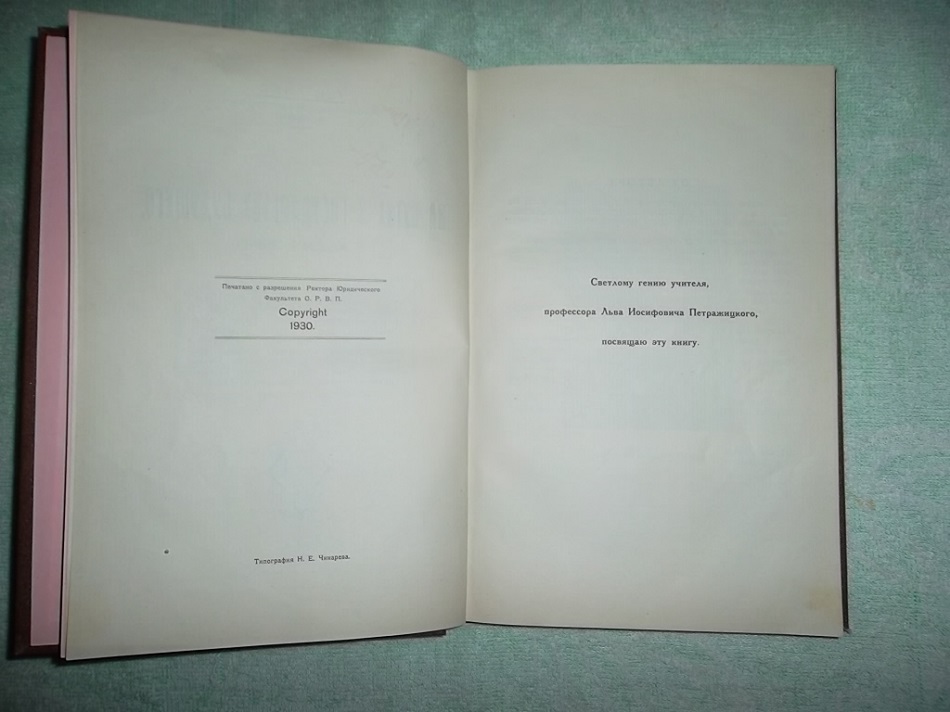 Печатано с разрешения Ректора Юридического
Факультета О. Р. В. П.
Copyright
1930.
Типография Н. Е. Чинарева.
Светлому гению учителя,
профессора Льва Иосифовича Петражицкого,
посвящаю эту книгу.